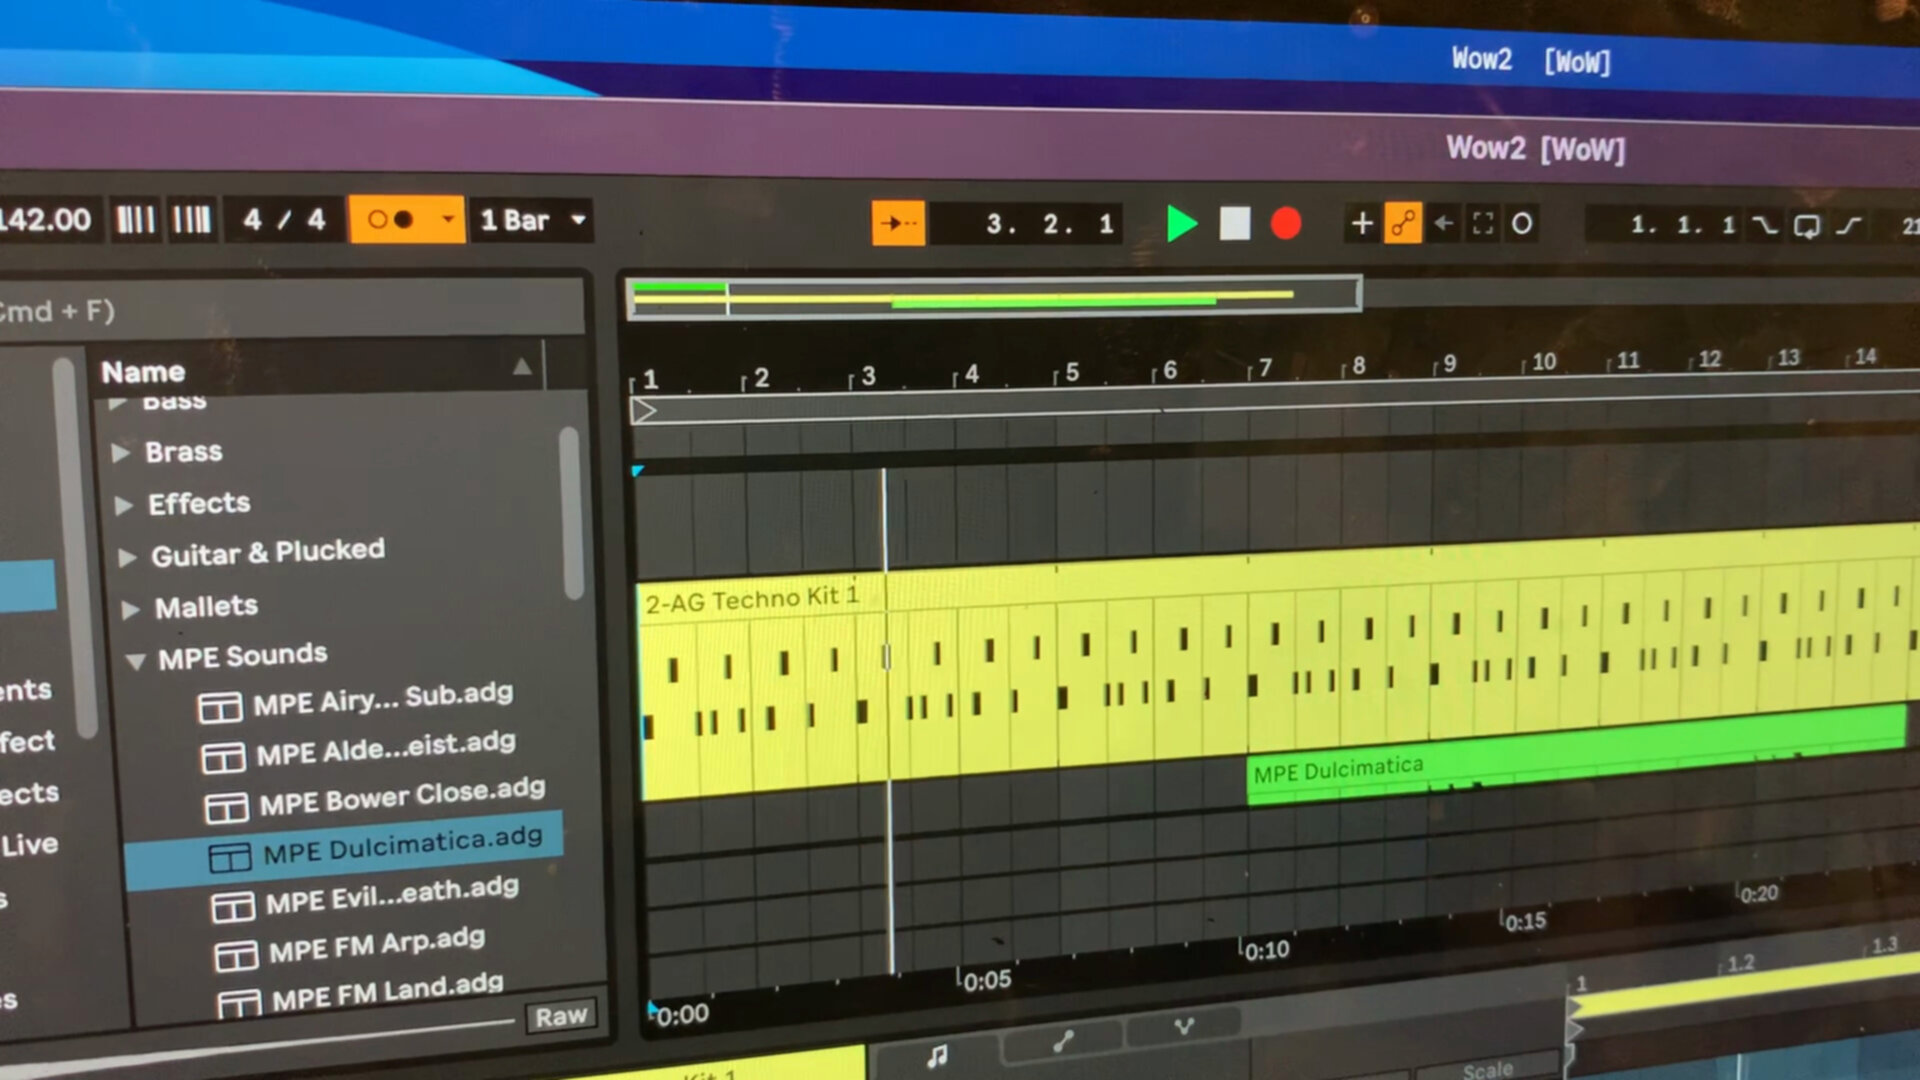 Wow2 [WoW]
Wow2 [WoW]
142.00 4 / 4 1 Bar 3. 2. 1 1. 1. 1 21
Cmd + F)
Name
Bass
Brass
Effects
Guitar & Plucked
Mallets
MPE Sounds
MPE Airy... Sub.adg
MPE Alde...eist.adg
MPE Bower Close.adg
MPE Dulcimatica.adg
MPE Evil...eath.adg
MPE FM Arp.adg
MPE FM Land.adg
Raw
ents
fect
ects
Live
s
s
1 2 3 4 5 6 7 8 9 10 11 12 13 14
2-AG Techno Kit 1
MPE Dulcimatica
0:00 0:05 0:10 0:15 0:20
1 1.2 1.3
Kit 1
Scale